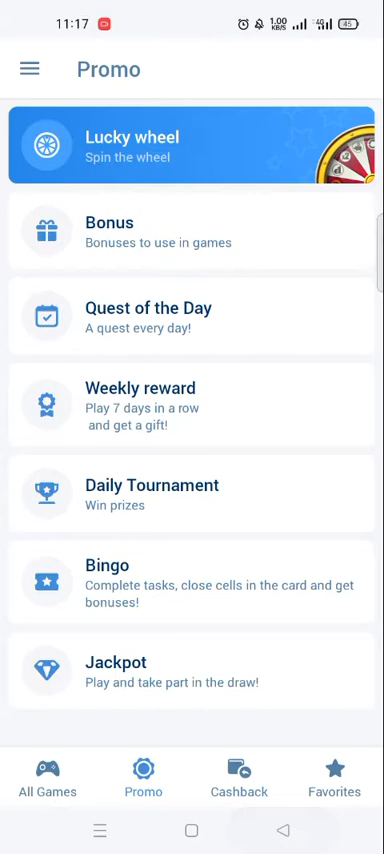 11:17
1.00
KB/S
4G
45
Promo
Lucky wheel
Spin the wheel
Bonus
Bonuses to use in games
Quest of the Day
A quest every day!
Weekly reward
Play 7 days in a row
and get a gift!
Daily Tournament
Win prizes
Bingo
Complete tasks, close cells in the card and get
bonuses!
Jackpot
Play and take part in the draw!
All Games
Promo
Cashback
Favorites